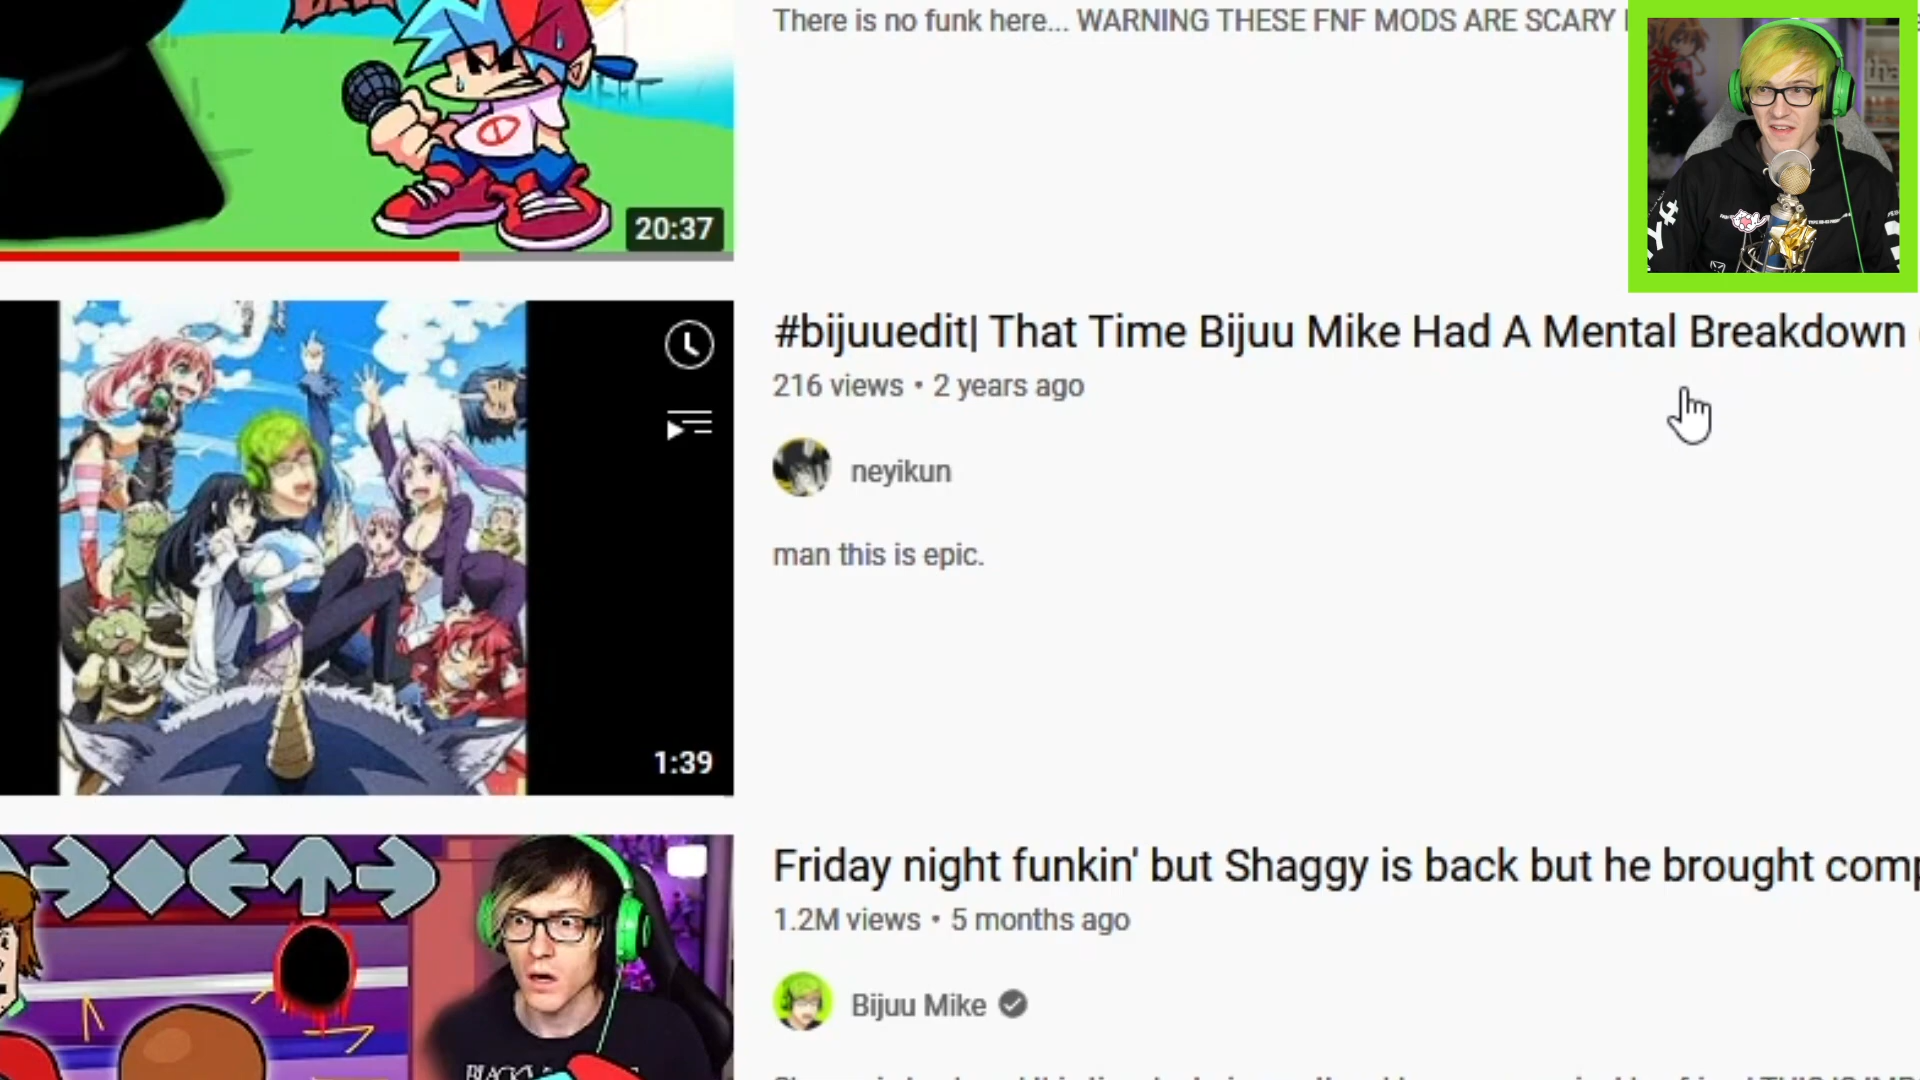 There is no funk here... WARNING THESE FNF MODS ARE SCARY
20:37
#bijuuedit| That Time Bijuu Mike Had A Mental Breakdown
216 views • 2 years ago
neyikun
man this is epic.
1:39
Friday night funkin' but Shaggy is back but he brought comp
1.2M views • 5 months ago
Bijuu Mike